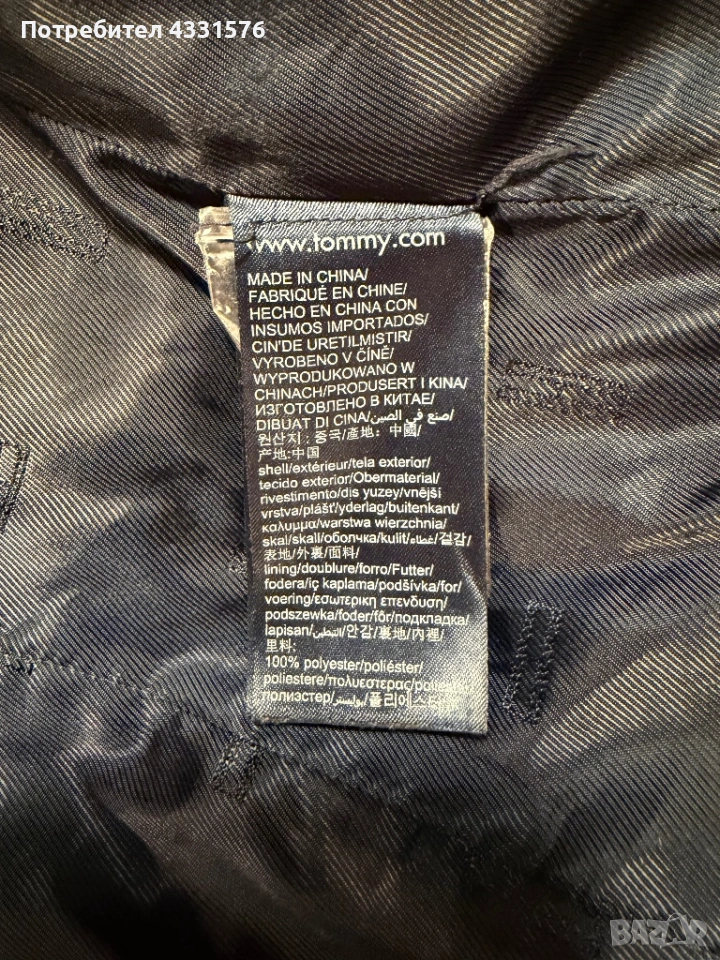 Потребител 4331576
www.tommy.com
MADE IN CHINA/
FABRIQUÉ EN CHINE/
HECHO EN CHINA CON
INSUMOS IMPORTADOS/
CIN'DE URETILMISTIR/
VYROBENO V ČÍNĚ/
WYPRODUKOWANO W
CHINACH/PRODUSERT I KINA/
ИЗГОТОВЛЕНО В КИТАЕ/
DIBUAT DI CINA/صنع في الصين/
원산지 : 중국/產地：中國/
产地:中国
shell/extérieur/tela exterior/
tecido exterior/Obermaterial/
rivestimento/dis yuzey/vnější
vrstva/plášť/yderlag/buitenkant/
καλυμμα/warstwa wierzchnia/
skal/skall/оболчка/kulit/غطاء/겉감/
表地/外裏/面料/
lining/doublure/forro/Futter/
fodera/iç kaplama/podšívka/for/
voering/εσωτερικη επενδυση/
podszewka/foder/fôr/подкладка/
lapisan/التبطين/안감/裏地/內裡/
里料:
100% polyester/poliéster/
poliestere/πολυεστερας/
полиэстер/بوليستر/폴리에스터/
BAZAR